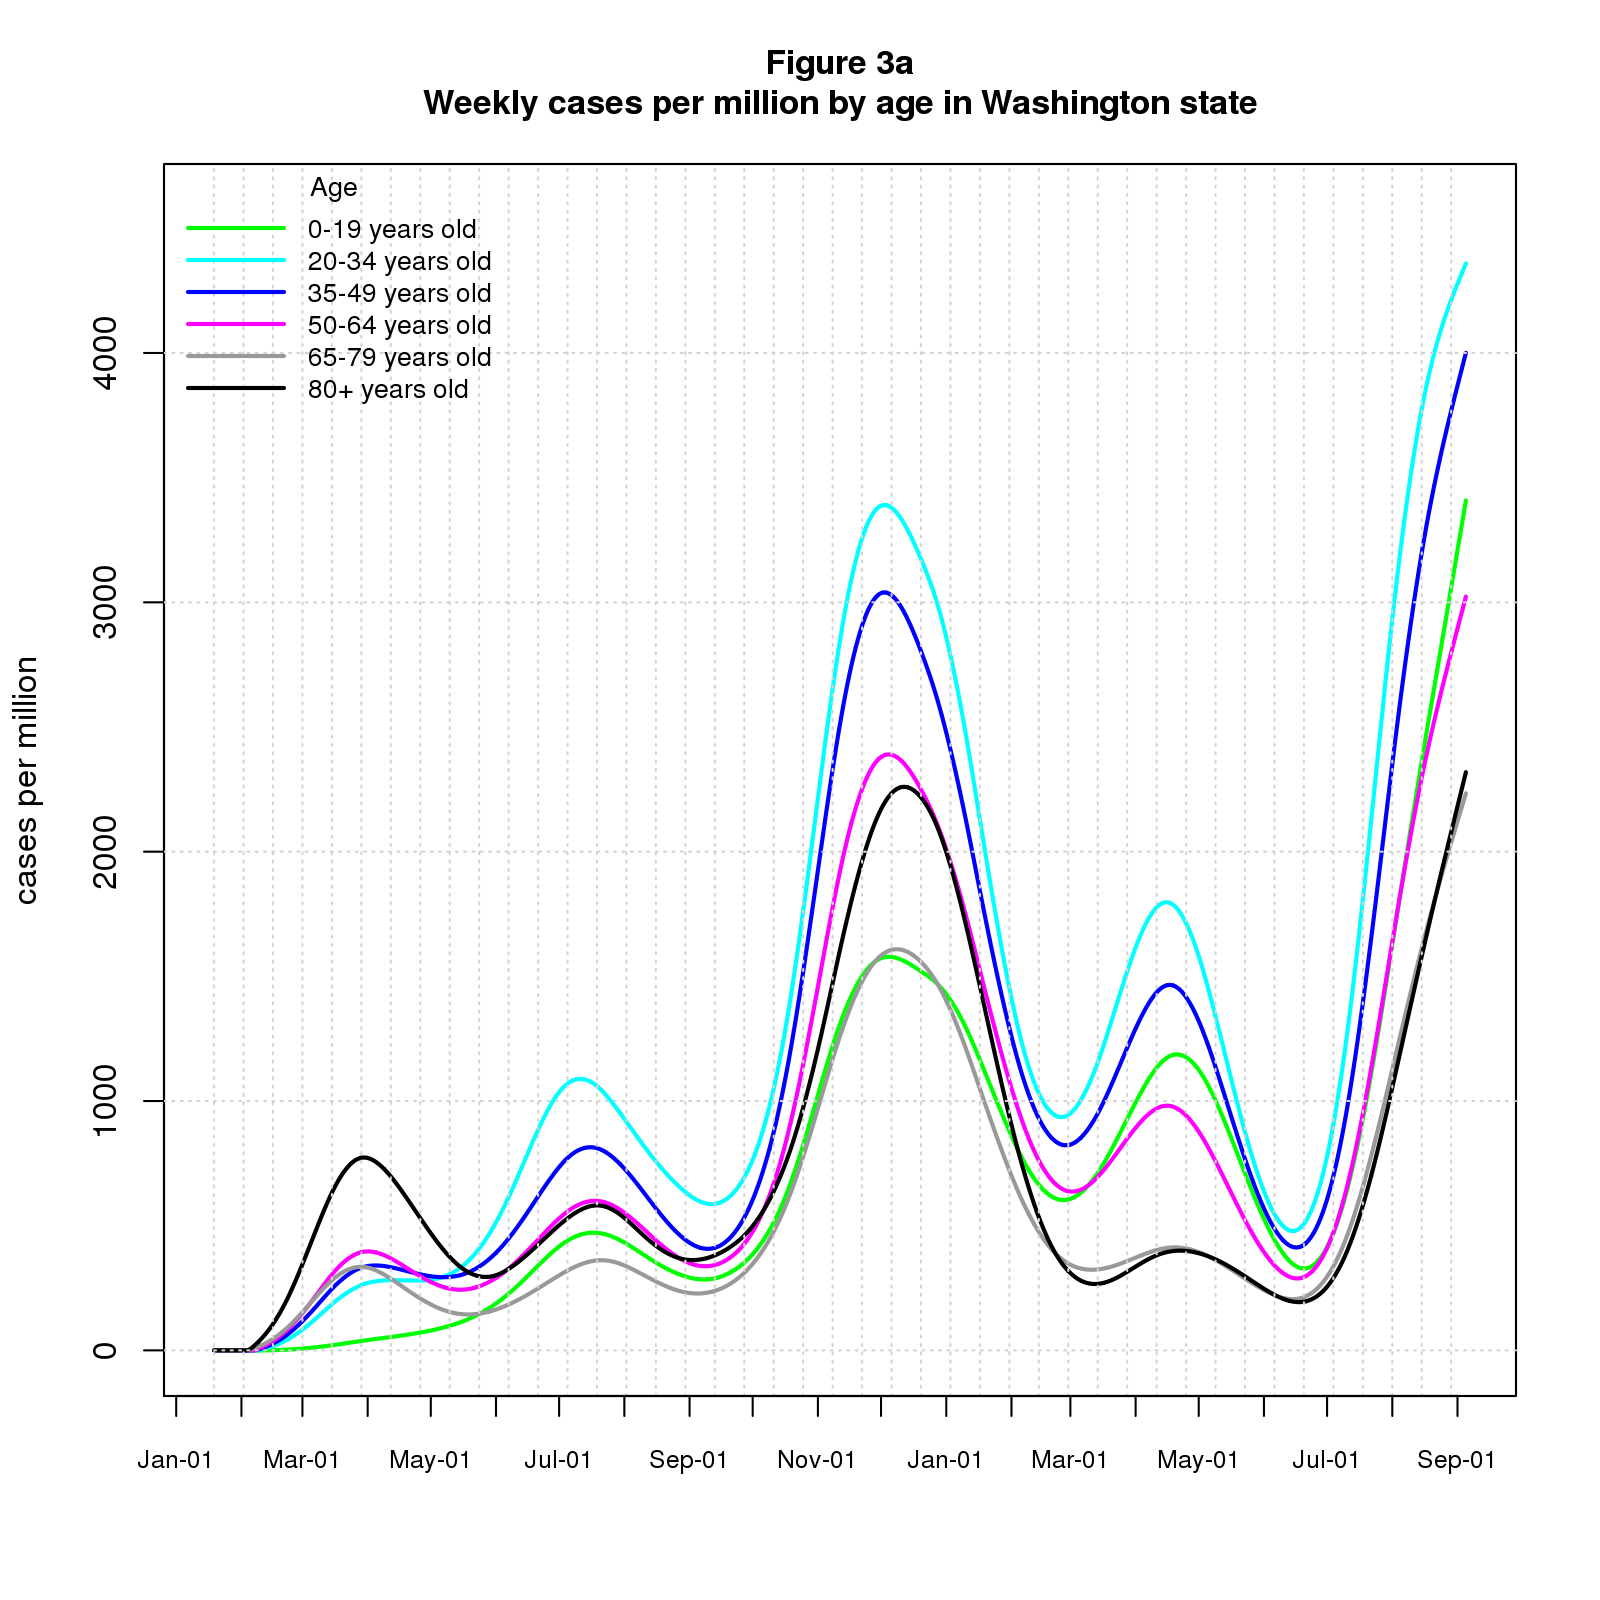 Figure 3a
Weekly cases per million by age in Washington state
Age
0-19 years old
20-34 years old
35-49 years old
50-64 years old
65-79 years old
80+ years old
cases per million
4000
3000
2000
1000
0
Jan-01 Mar-01 May-01 Jul-01 Sep-01 Nov-01 Jan-01 Mar-01 May-01 Jul-01 Sep-01